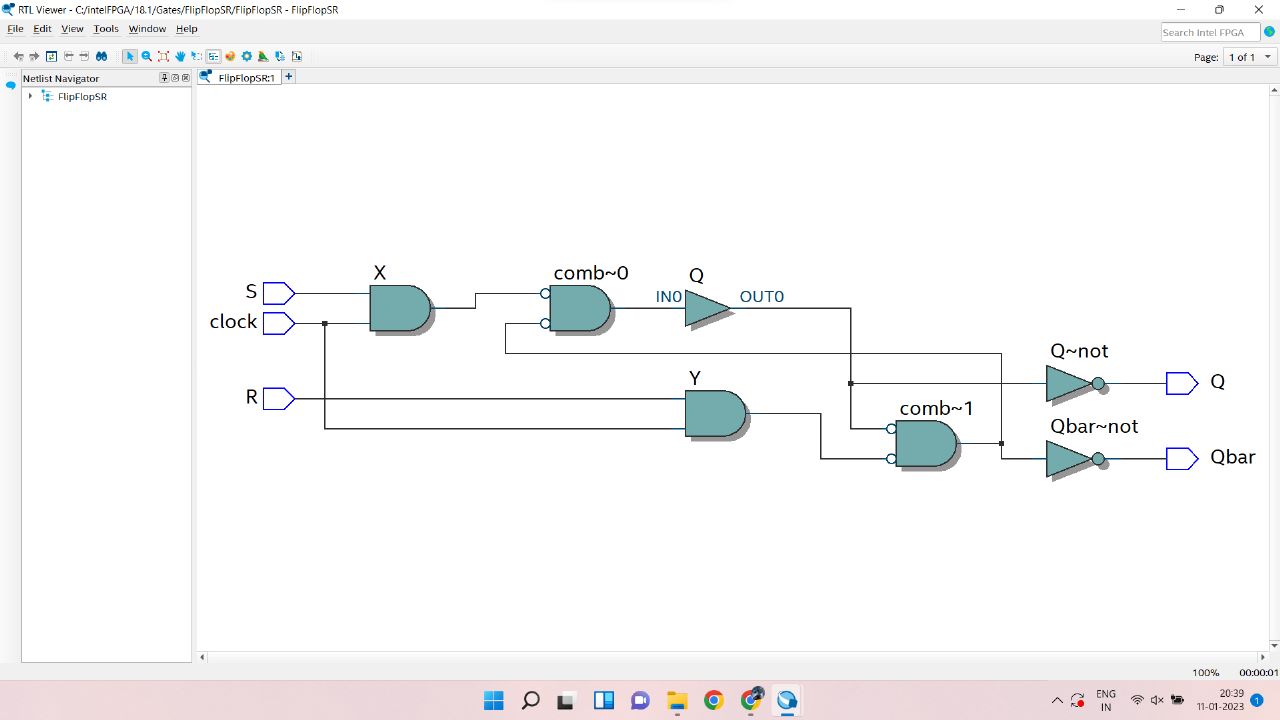 RTL Viewer - C:/intelFPGA/18.1/Gates/FlipFlopSR/FlipFlopSR - FlipFlopSR
File Edit View Tools Window Help
Search Intel FPGA
Page: 1 of 1
Netlist Navigator
FlipFlopSR:1
FlipFlopSR
X
comb~0
Q
S
IN0
OUT0
clock
Q~not
Y
Q
R
comb~1
Qbar~not
Qbar
100% 00:00:01
ENG
IN
20:39
11-01-2023
1